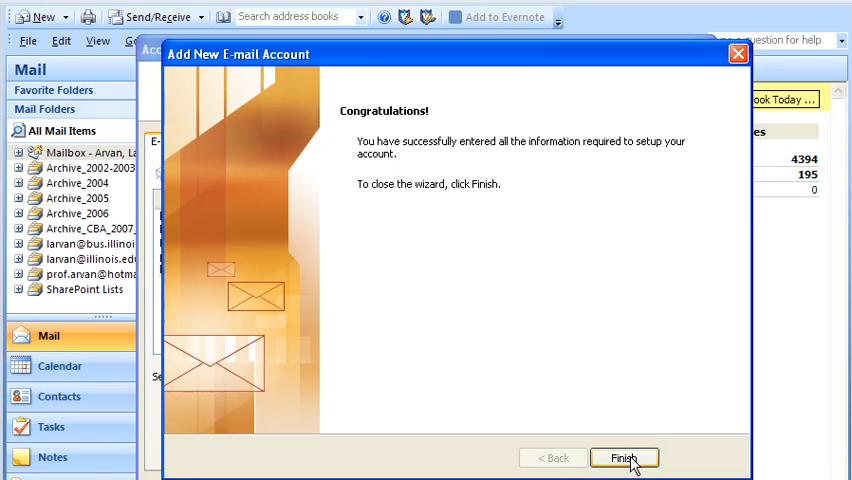 New Send/Receive Search address books Add to Evernote
File Edit View question for help
Add New E-mail Account
Mail
Favorite Folders
Mail Folders
All Mail Items
Mailbox - Arvan, La
Archive_2002-2003
Archive_2004
Archive_2005
Archive_2006
Archive_CBA_2007_
larvan@bus.illinoi
larvan@illinois.edu
prof.arvan@hotma
SharePoint Lists
Mail
Calendar
Contacts
Tasks
Notes
Congratulations!
You have successfully entered all the information required to setup your
account.
To close the wizard, click Finish.
< Back Finish
ook Today ...
es
4394
195
0